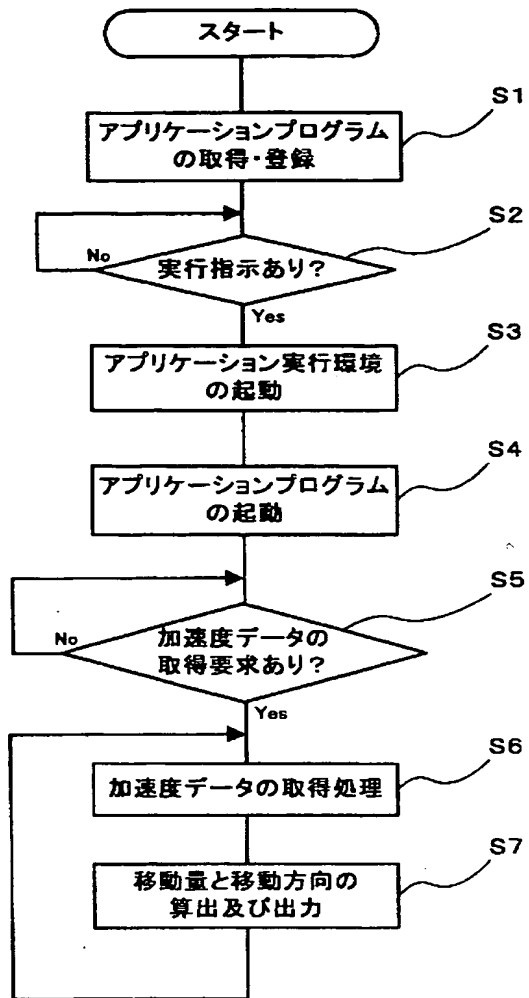 スタート
S1
アプリケーションプログラム
の取得・登録
S2
No
実行指示あり?
Yes
S3
アプリケーション実行環境
の起動
S4
アプリケーションプログラム
の起動
S5
No
加速度データの
取得要求あり?
Yes
S6
加速度データの取得処理
S7
移動量と移動方向の
算出及び出力